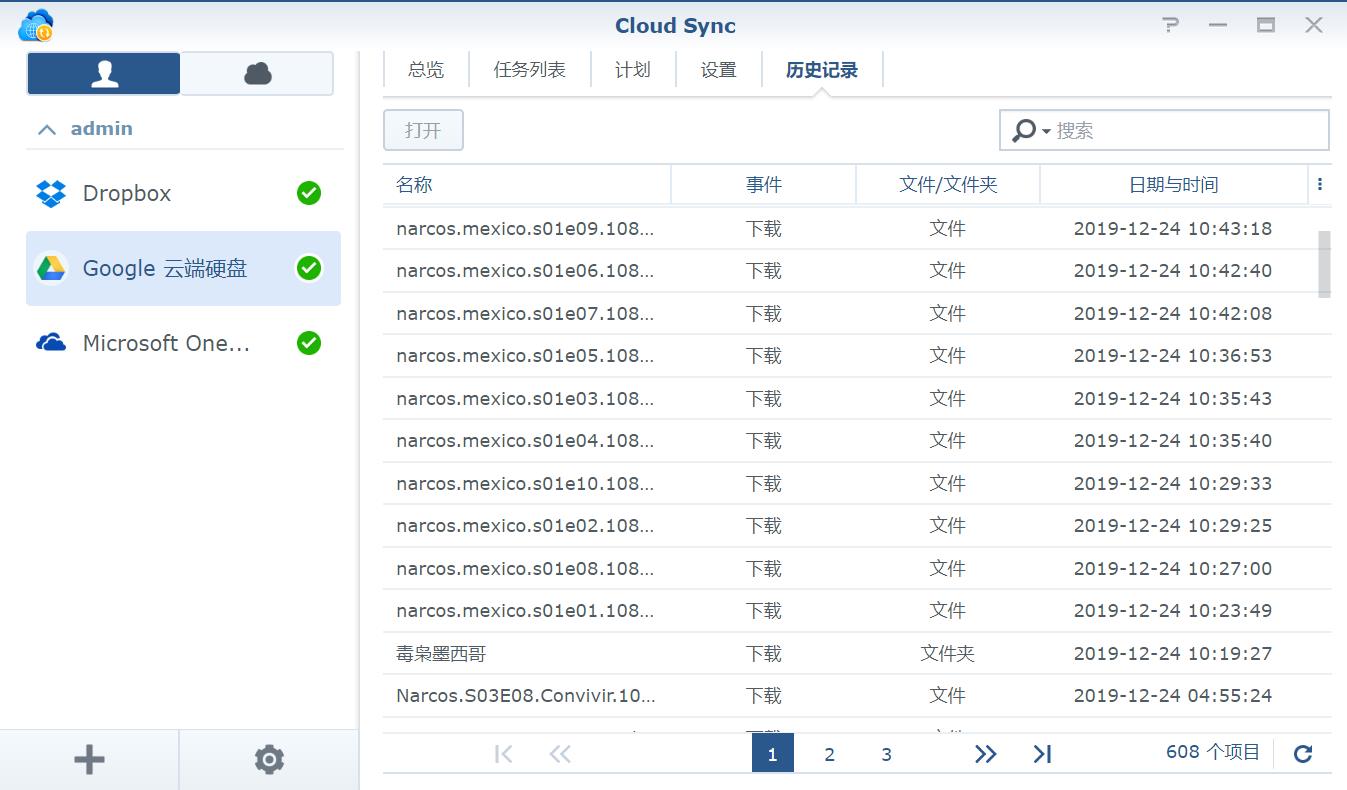 Cloud Sync
总览 任务列表 计划 设置 历史记录
admin
打开 搜索
名称 事件 文件/文件夹 日期与时间
Dropbox
Google 云端硬盘
Microsoft One...
narcos.mexico.s01e09.108... 下载 文件 2019-12-24 10:43:18
narcos.mexico.s01e06.108... 下载 文件 2019-12-24 10:42:40
narcos.mexico.s01e07.108... 下载 文件 2019-12-24 10:42:08
narcos.mexico.s01e05.108... 下载 文件 2019-12-24 10:36:53
narcos.mexico.s01e03.108... 下载 文件 2019-12-24 10:35:43
narcos.mexico.s01e04.108... 下载 文件 2019-12-24 10:35:40
narcos.mexico.s01e10.108... 下载 文件 2019-12-24 10:29:33
narcos.mexico.s01e02.108... 下载 文件 2019-12-24 10:29:25
narcos.mexico.s01e08.108... 下载 文件 2019-12-24 10:27:00
narcos.mexico.s01e01.108... 下载 文件 2019-12-24 10:23:49
毒枭墨西哥 下载 文件夹 2019-12-24 10:19:27
Narcos.S03E08.Convivir.10... 下载 文件 2019-12-24 04:55:24
1 2 3 608 个项目